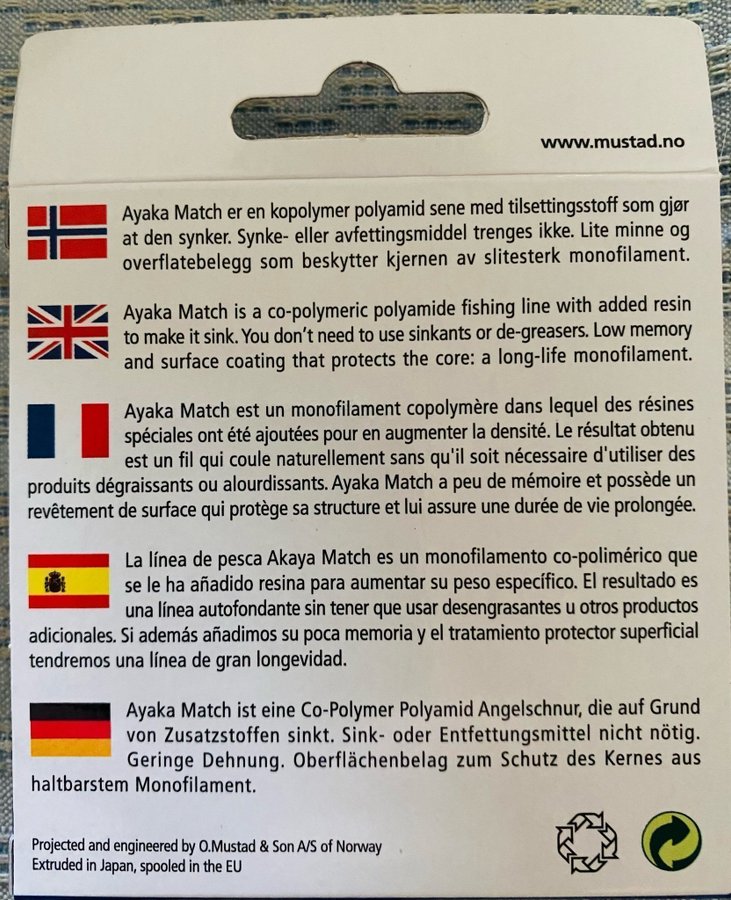 www.mustad.no
Ayaka Match er en kopolymer polyamid sene med tilsettingsstoff som gjør
at den synker. Synke- eller avfettingsmiddel trenges ikke. Lite minne og
overflatebelegg som beskytter kjernen av slitesterk monofilament.
Ayaka Match is a co-polymeric polyamide fishing line with added resin
to make it sink. You don't need to use sinkants or de-greasers. Low memory
and surface coating that protects the core: a long-life monofilament.
Ayaka Match est un monofilament copolymère dans lequel des résines
spéciales ont été ajoutées pour en augmenter la densité. Le résultat obtenu
est un fil qui coule naturellement sans qu'il soit nécessaire d'utiliser des
produits dégraissants ou alourdissants. Ayaka Match a peu de mémoire et possède un
revêtement de surface qui protège sa structure et lui assure une durée de vie prolongée.
La línea de pesca Akaya Match es un monofilamento co-polimérico que
se le ha añadido resina para aumentar su peso específico. El resultado es
una línea autofondante sin tener que usar desengrasantes u otros productos
adicionales. Si además añadimos su poca memoria y el tratamiento protector superficial
tendremos una línea de gran longevidad.
Ayaka Match ist eine Co-Polymer Polyamid Angelschnur, die auf Grund
von Zusatzstoffen sinkt. Sink- oder Entfettungsmittel nicht nötig.
Geringe Dehnung. Oberflächenbelag zum Schutz des Kernes aus
haltbarstem Monofilament.
Projected and engineered by O.Mustad & Son A/S of Norway
Extruded in Japan, spooled in the EU